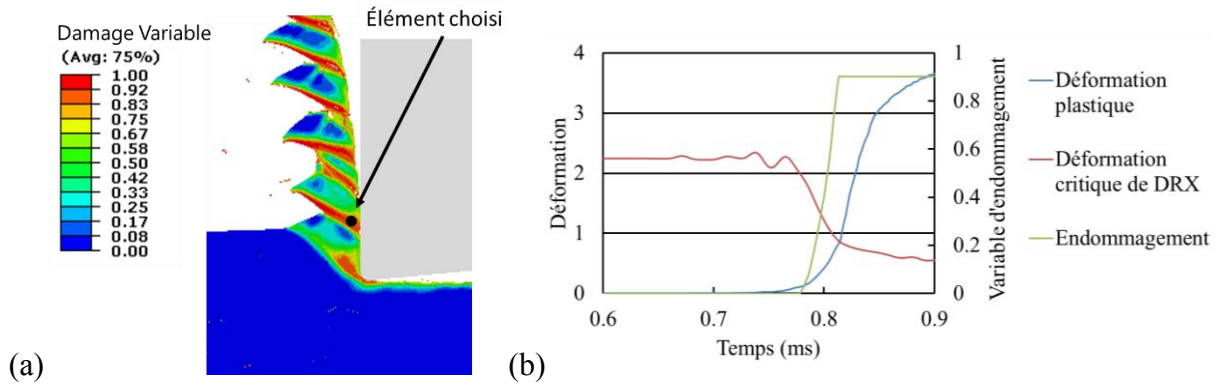 Damage Variable
(Avg: 75%)
1.00
0.92
0.83
0.75
0.67
0.58
0.50
0.42
0.33
0.25
0.17
0.08
0.00
Élément choisi
(a)
4
3
2
1
0
Déformation
1
0.8
0.6
0.4
0.2
0
Variable d'endommagement
0.6
0.7
0.8
0.9
Temps (ms)
Déformation
plastique
Déformation
critique de DRX
Endommagement
(b)